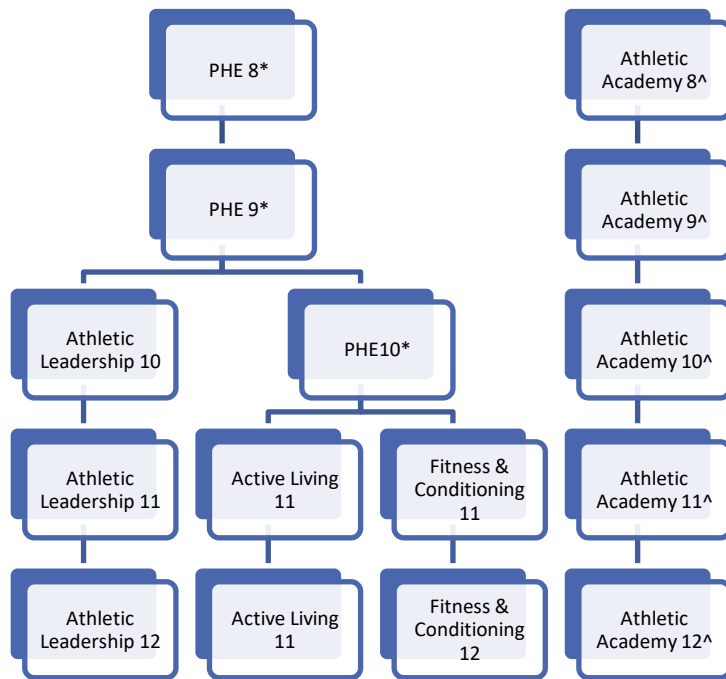 PHE 8*
Athletic
Academy 8^
PHE 9*
Athletic
Academy 9^
Athletic
Leadership 10
PHE10*
Athletic
Academy 10^
Athletic
Leadership 11
Active Living
11
Fitness &
Conditioning
11
Athletic
Academy 11^
Athletic
Leadership 12
Active Living
11
Fitness &
Conditioning
12
Athletic
Academy 12^